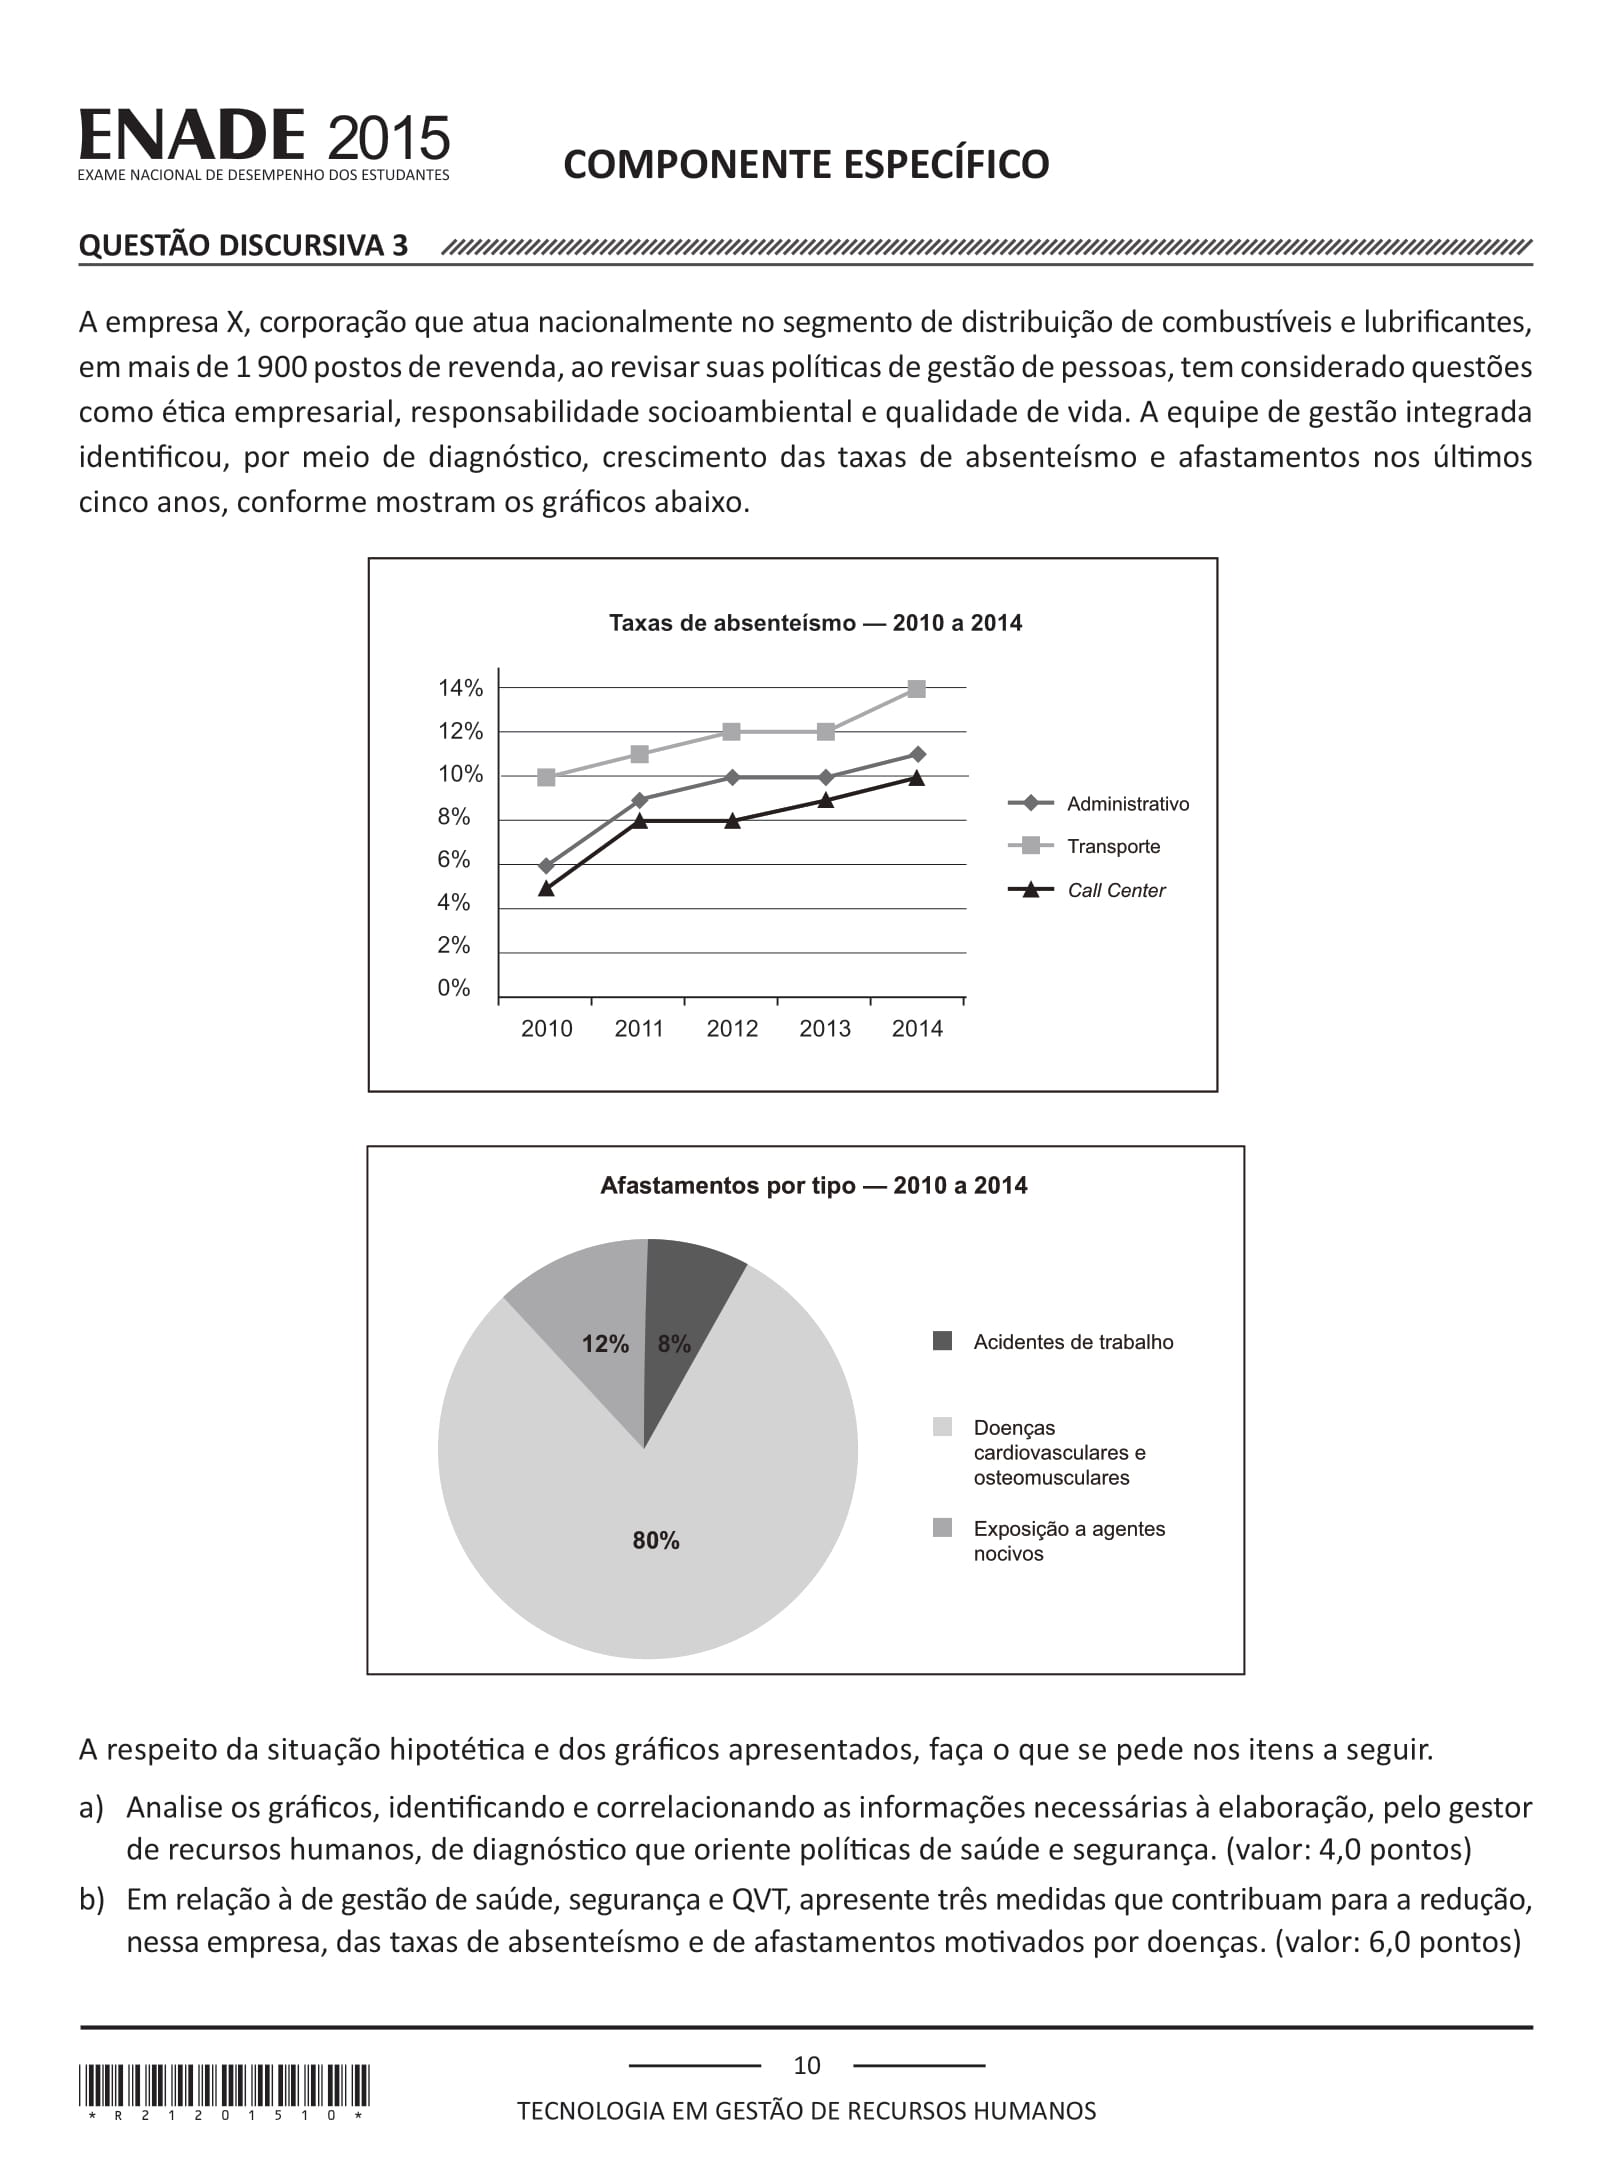 ENADE 2015
EXAME NACIONAL DE DESEMPENHO DOS ESTUDANTES
COMPONENTE ESPECÍFICO
QUESTÃO DISCURSIVA 3
A empresa X, corporação que atua nacionalmente no segmento de distribuição de combustíveis e lubrificantes,
em mais de 1 900 postos de revenda, ao revisar suas políticas de gestão de pessoas, tem considerado questões
como ética empresarial, responsabilidade socioambiental e qualidade de vida. A equipe de gestão integrada
identificou, por meio de diagnóstico, crescimento das taxas de absenteísmo e afastamentos nos últimos
cinco anos, conforme mostram os gráficos abaixo.
Taxas de absenteísmo — 2010 a 2014
14%
12%
10%
8%
6%
4%
2%
0%
2010 2011 2012 2013 2014
Administrativo
Transporte
Call Center
Afastamentos por tipo — 2010 a 2014
12% 8%
80%
Acidentes de trabalho
Doenças
cardiovasculares e
osteomusculares
Exposição a agentes
nocivos
A respeito da situação hipotética e dos gráficos apresentados, faça o que se pede nos itens a seguir.
a) Analise os gráficos, identificando e correlacionando as informações necessárias à elaboração, pelo gestor
de recursos humanos, de diagnóstico que oriente políticas de saúde e segurança. (valor: 4,0 pontos)
b) Em relação à de gestão de saúde, segurança e QVT, apresente três medidas que contribuam para a redução,
nessa empresa, das taxas de absenteísmo e de afastamentos motivados por doenças. (valor: 6,0 pontos)
10
TECNOLOGIA EM GESTÃO DE RECURSOS HUMANOS
* R 2 1 2 0 1 5 1 0 *